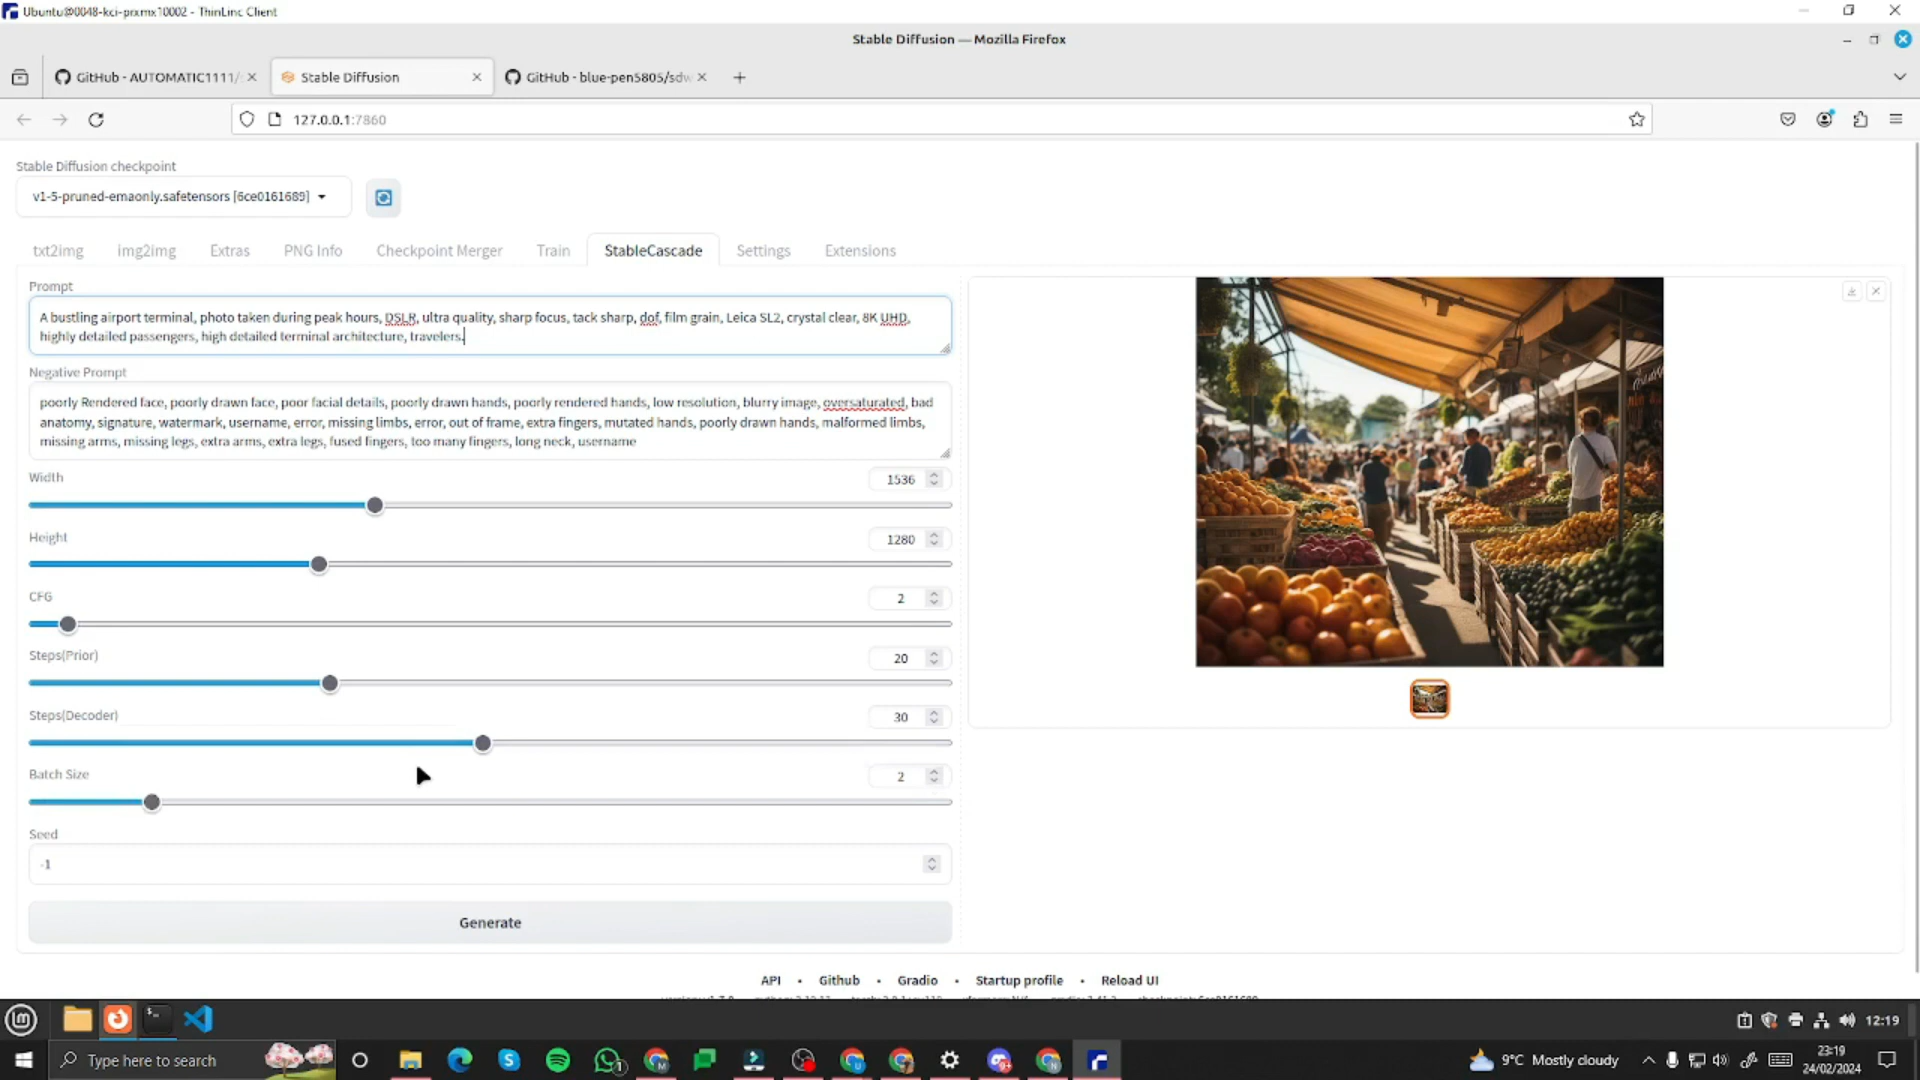 Ubuntu@0048-kci-prxmx10002 - ThinLinc Client
Stable Diffusion — Mozilla Firefox
GitHub - AUTOMATIC1111/
Stable Diffusion
GitHub - blue-pen5805/sdw
127.0.0.1:7860
Stable Diffusion checkpoint
v1-5-pruned-emaonly.safetensors [6ce0161689]
txt2img
img2img
Extras
PNG Info
Checkpoint Merger
Train
StableCascade
Settings
Extensions
Prompt
A bustling airport terminal, photo taken during peak hours, DSLR, ultra quality, sharp focus, tack sharp, dof, film grain, Leica SL2, crystal clear, 8K UHD,
highly detailed passengers, high detailed terminal architecture, travelers.
Negative Prompt
poorly Rendered face, poorly drawn face, poor facial details, poorly drawn hands, poorly rendered hands, low resolution, blurry image, oversaturated, bad
anatomy, signature, watermark, username, error, missing limbs, error, out of frame, extra fingers, mutated hands, poorly drawn hands, malformed limbs,
missing arms, missing legs, extra arms, extra legs, fused fingers, too many fingers, long neck, username
Width
1536
Height
1280
CFG
2
Steps(Prior)
20
Steps(Decoder)
30
Batch Size
2
Seed
-1
Generate
API • Github • Gradio • Startup profile • Reload UI
12:19
Type here to search
9°C Mostly cloudy
23:19
24/02/2024